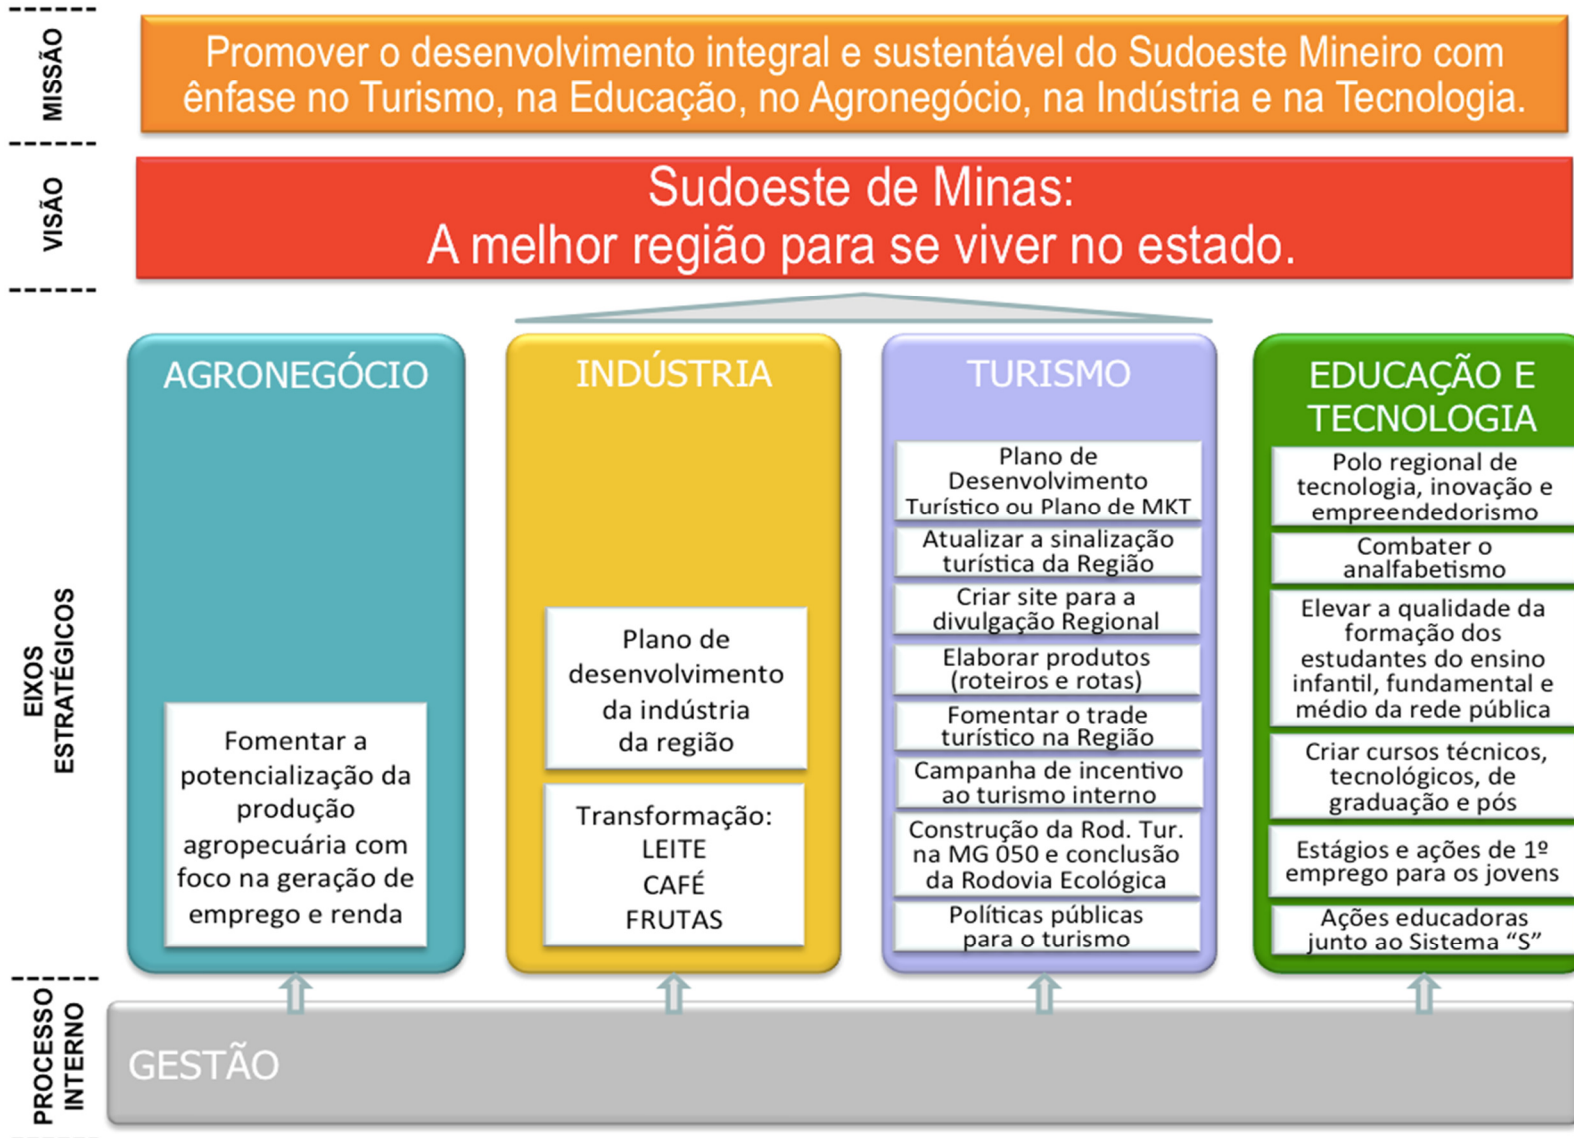 MISSÃO
Promover o desenvolvimento integral e sustentável do Sudoeste Mineiro com
ênfase no Turismo, na Educação, no Agronegócio, na Indústria e na Tecnologia.
VISÃO
Sudoeste de Minas:
A melhor região para se viver no estado.
EIXOS
ESTRATÉGICOS
AGRONEGÓCIO
Fomentar a
potencialização da
produção
agropecuária com
foco na geração de
emprego e renda
INDÚSTRIA
Plano de
desenvolvimento
da indústria
da região
Transformação:
LEITE
CAFÉ
FRUTAS
TURISMO
Plano de
Desenvolvimento
Turístico ou Plano de MKT
Atualizar a sinalização
turística da Região
Criar site para a
divulgação Regional
Elaborar produtos
(roteiros e rotas)
Fomentar o trade
turístico na Região
Campanha de incentivo
ao turismo interno
Construção da Rod. Tur.
na MG 050 e conclusão
da Rodovia Ecológica
Políticas públicas
para o turismo
EDUCAÇÃO E
TECNOLOGIA
Polo regional de
tecnologia, inovação e
empreendedorismo
Combater o
analfabetismo
Elevar a qualidade da
formação dos
estudantes do ensino
infantil, fundamental e
médio da rede pública
Criar cursos técnicos,
tecnológicos, de
graduação e pós
Estágios e ações de 1º
emprego para os jovens
Ações educadoras
junto ao Sistema “S”
PROCESSO
INTERNO
GESTÃO